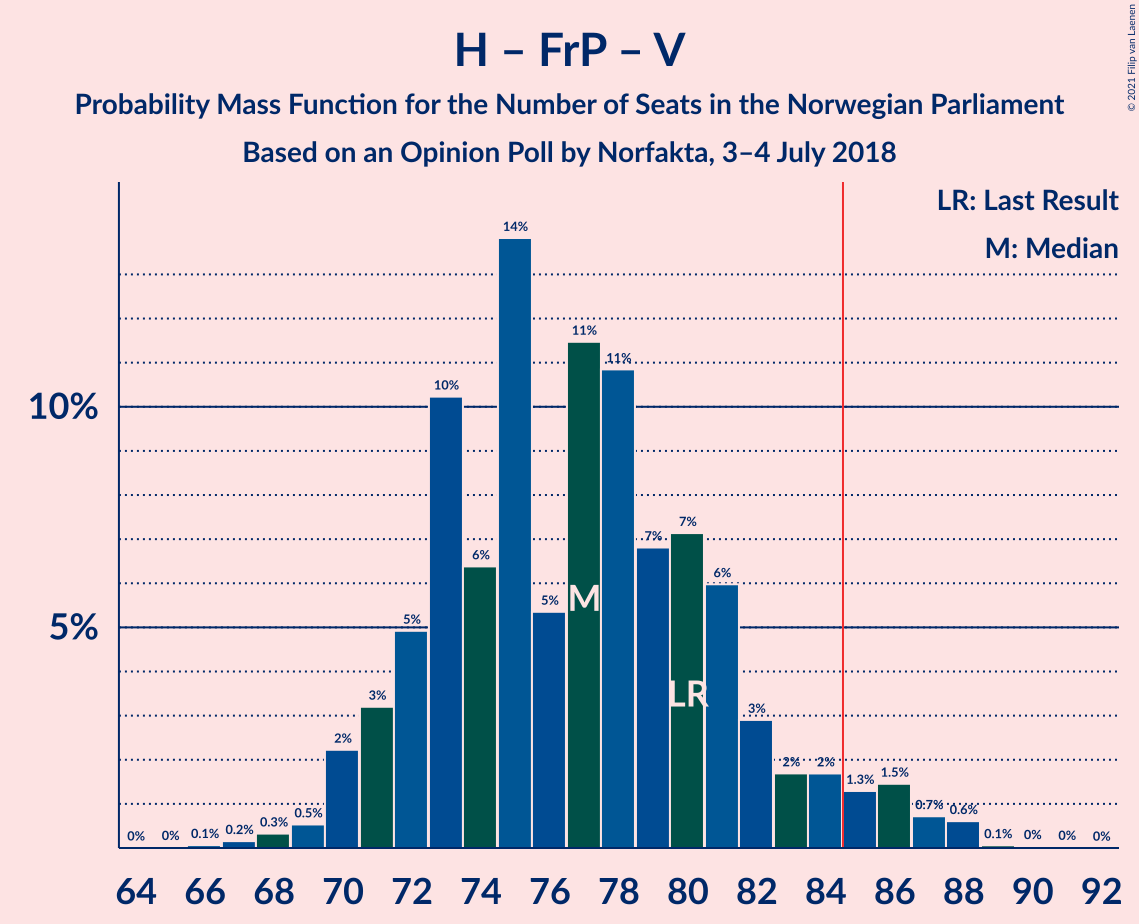 H – FrP – V
Probability Mass Function for the Number of Seats in the Norwegian Parliament
Based on an Opinion Poll by Norfakta, 3–4 July 2018
© 2021 Filip van Laenen
LR: Last Result
M: Median
10%
5%
0% 0% 0.1% 0.2% 0.3% 0.5% 2% 3% 5% 10% 6% 14% 5% 11% 11% 7% 7% 6% 3% 2% 2% 1.3% 1.5% 0.7% 0.6% 0.1% 0% 0% 0%
M
LR
64 66 68 70 72 74 76 78 80 82 84 86 88 90 92